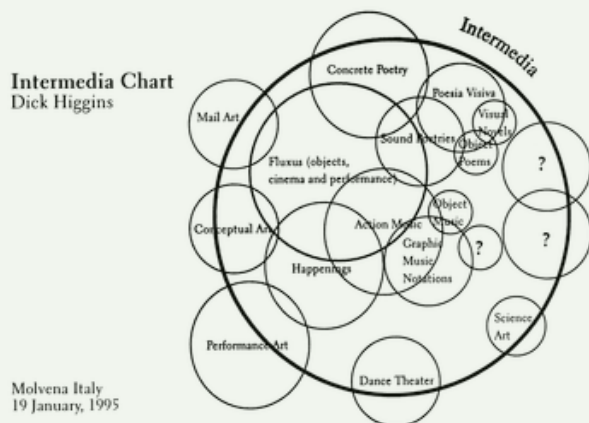 Intermedia Chart
Dick Higgins
Intermedia
Concrete Poetry
Poesia Visiva
Mail Art
Visual
Novels
Sound Poetries
Object
Poems
Fluxus (objects,
cinema and performance)
?
Object
Music
Conceptual Art
Action Music
Graphic
Music
Notations
?
?
Happenings
Science
Art
Performance Art
Dance Theater
Molvena Italy
19 January, 1995